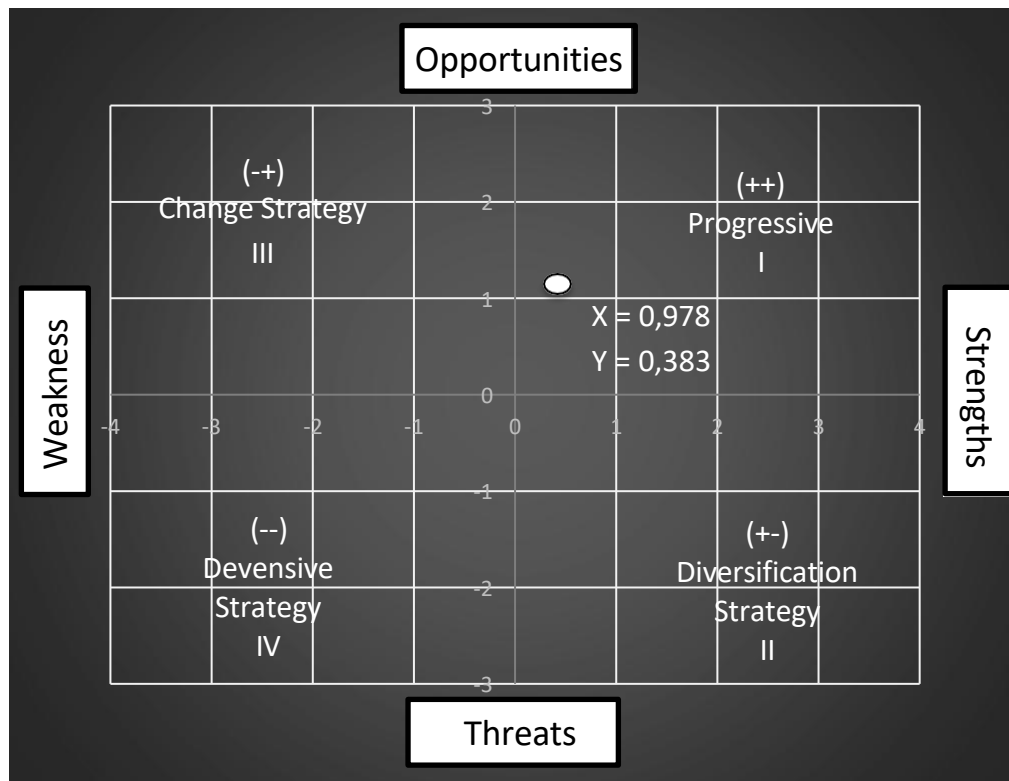 Opportunities
3
(-+)
Change Strategy
III
(++)
Progressive
I
2
1
X = 0,978
Y = 0,383
Weakness
Strengths
0
-4
-3
-2
-1
0
1
2
3
4
-1
(--)
Devensive
Strategy
IV
(+-)
Diversification
Strategy
II
-2
-3
Threats